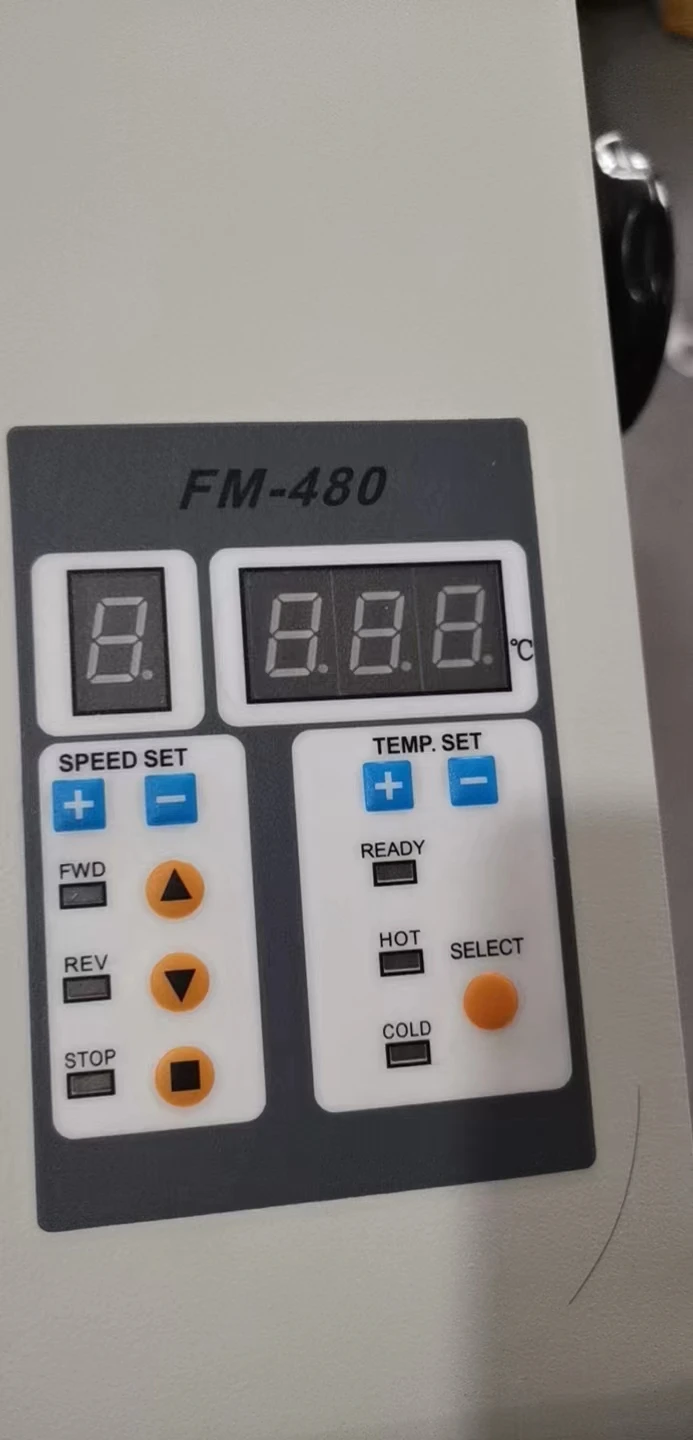 FM-480
℃
SPEED SET
+ −
FWD
REV
STOP
TEMP. SET
+ −
READY
HOT
SELECT
COLD